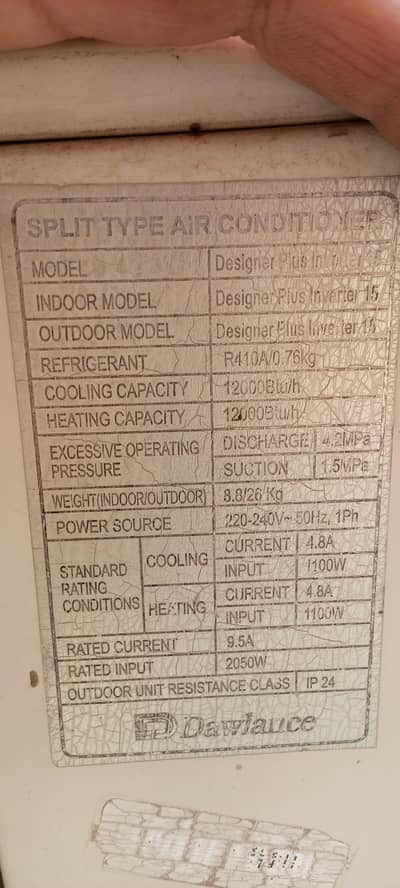 SPLIT TYPE AIR CONDITIONER
MODEL Designer Plus Inverter 15
INDOOR MODEL Designer Plus Inverter 15
OUTDOOR MODEL Designer Plus Inverter 15
REFRIGERANT R410A/0.76kg
COOLING CAPACITY 12000Btu/h
HEATING CAPACITY 12000Btu/h
EXCESSIVE OPERATING PRESSURE DISCHARGE 4.2MPa
SUCTION 1.5MPa
WEIGHT(INDOOR/OUTDOOR) 8.8/26/Kg
POWER SOURCE 220-240V~ 50Hz, 1Ph
STANDARD RATING CONDITIONS COOLING CURRENT 4.8A
INPUT 1100W
HEATING CURRENT 4.8A
INPUT 1100W
RATED CURRENT 9.5A
RATED INPUT 2050W
OUTDOOR UNIT RESISTANCE CLASS IP 24
Dawlance